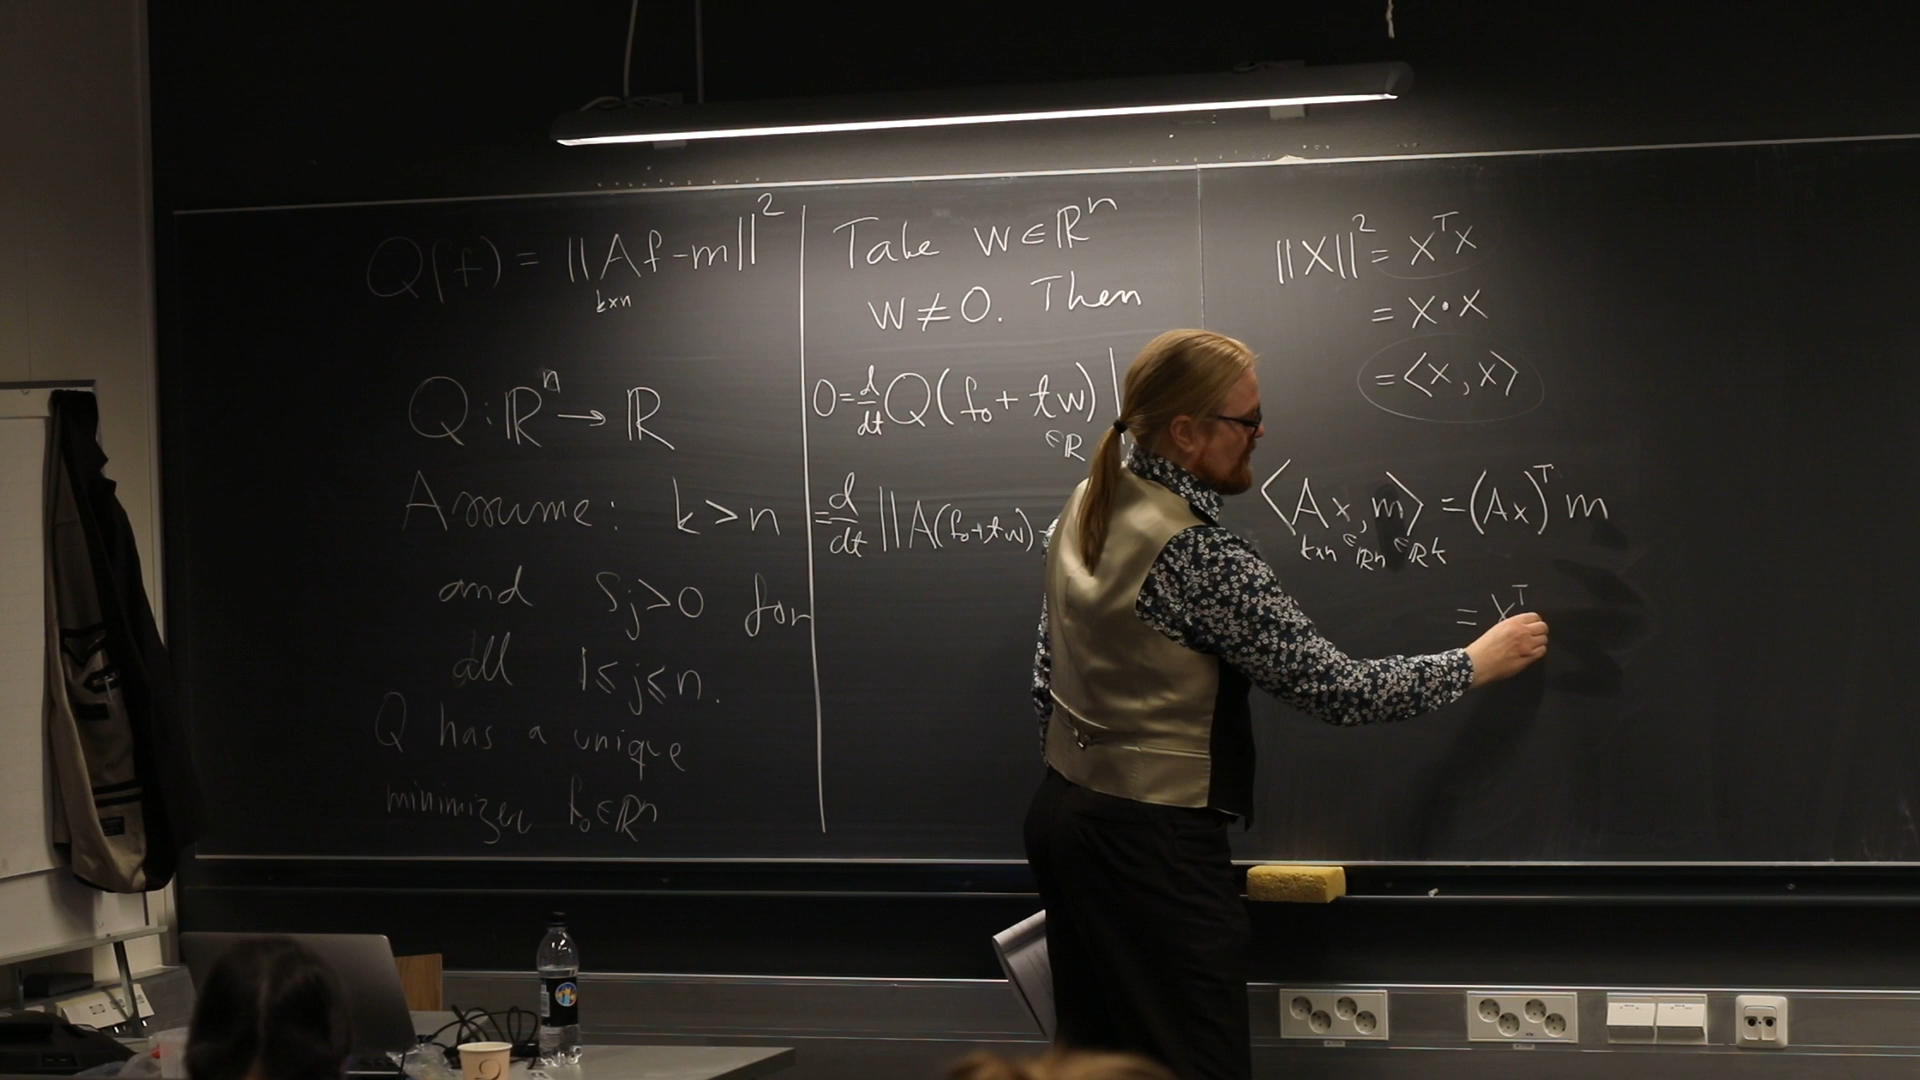 Q(f) = ||Af-m||²
k×n
Q: ℝⁿ → ℝ
Assume: k>n
and Sj>0 for
all 1≤j≤n.
Q has a unique
minimizer f₀∈ℝⁿ
Take w∈ℝⁿ
w≠0. Then
0=d/dt Q(f₀+tw)|
∈ℝ
=d/dt ||A(f₀+tw)-
||X||² = xᵀx
= x•x
=<x,x>
<Ax,m> =(Ax)ᵀm
k×n ∈ℝⁿ ∈ℝᵏ
= xᵀ